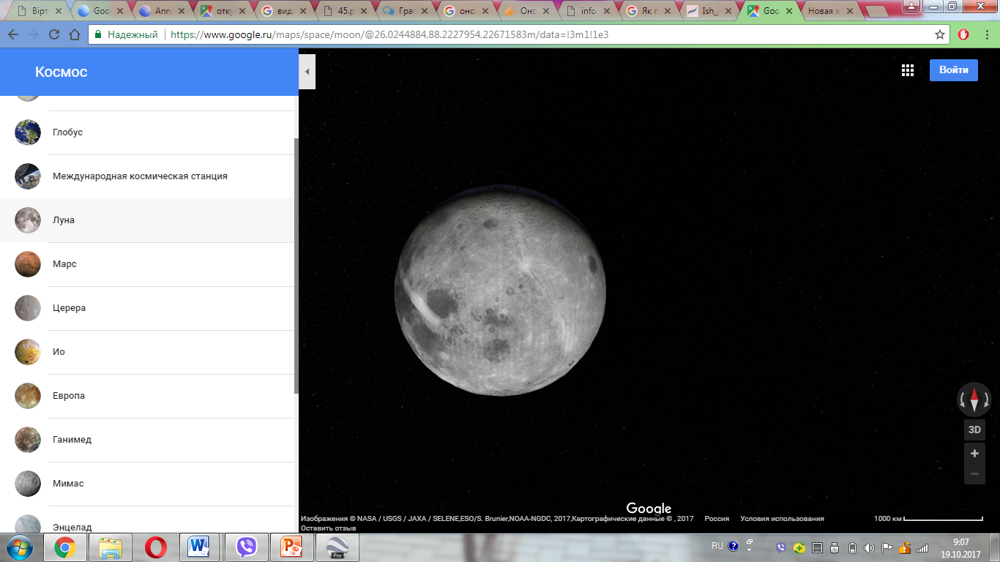 Вірт
Goo
Ann
отку
вид
45.р
Грас
оно
Оно
info
Як п
Ish_
Goo
Новая в
Надежный
https://www.google.ru/maps/space/moon/@26.0244884,88.2227954,22671583m/data=!3m1!1e3
Космос
Войти
Глобус
Международная космическая станция
Луна
Марс
Церера
Ио
Европа
Ганимед
Мимас
Энцелад
3D
Google
Изображения © NASA / USGS / JAXA / SELENE,ESO/S. Brunier,NOAA-NGDC, 2017,Картографические данные © , 2017 Россия Условия использования 1000 км
Оставить отзыв
Pro
RU
9:07
19.10.2017